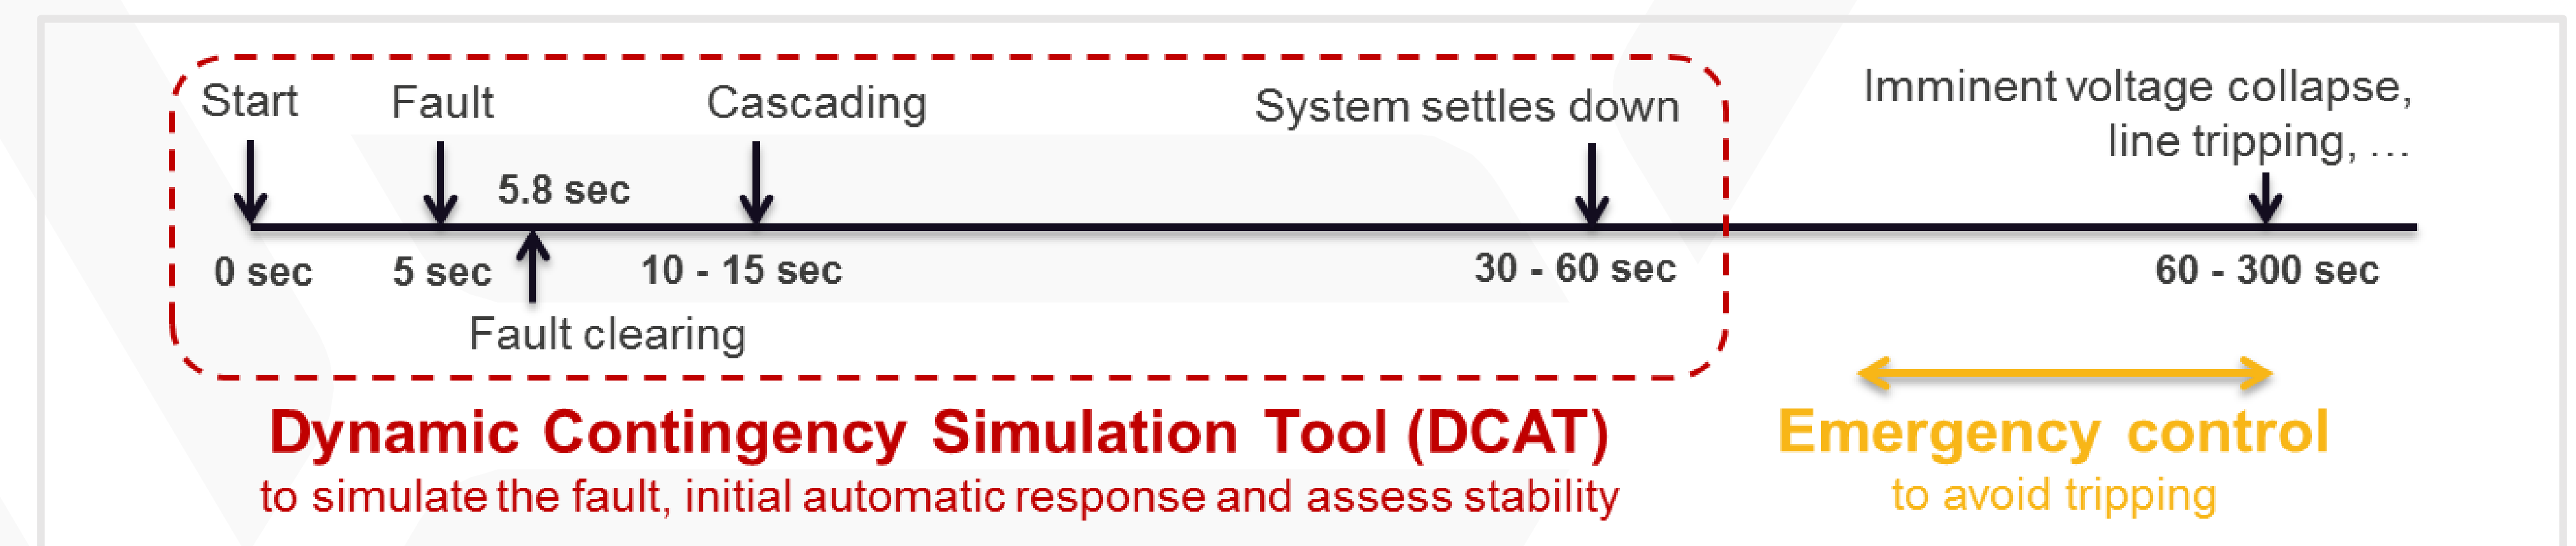 Start
Fault
Cascading
System settles down
Imminent voltage collapse,
line tripping, …
5.8 sec
0 sec
5 sec
10 - 15 sec
30 - 60 sec
60 - 300 sec
Fault clearing
Dynamic Contingency Simulation Tool (DCAT)
to simulate the fault, initial automatic response and assess stability
Emergency control
to avoid tripping